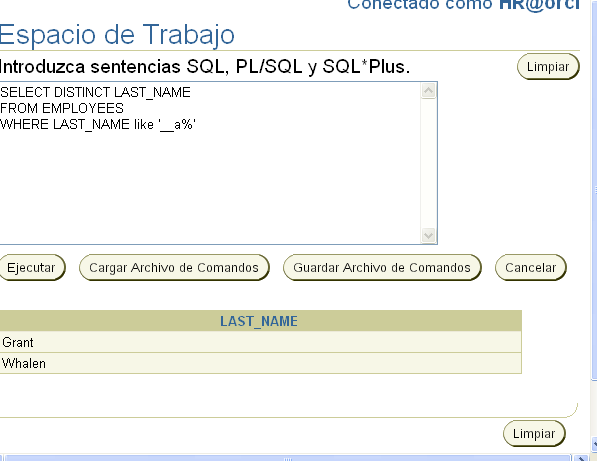 Conectado como HR@orcl
Espacio de Trabajo
Introduzca sentencias SQL, PL/SQL y SQL*Plus.
Limpiar
SELECT DISTINCT LAST_NAME
FROM EMPLOYEES
WHERE LAST_NAME like '__a%'
Ejecutar
Cargar Archivo de Comandos
Guardar Archivo de Comandos
Cancelar
LAST_NAME
Grant
Whalen
Limpiar